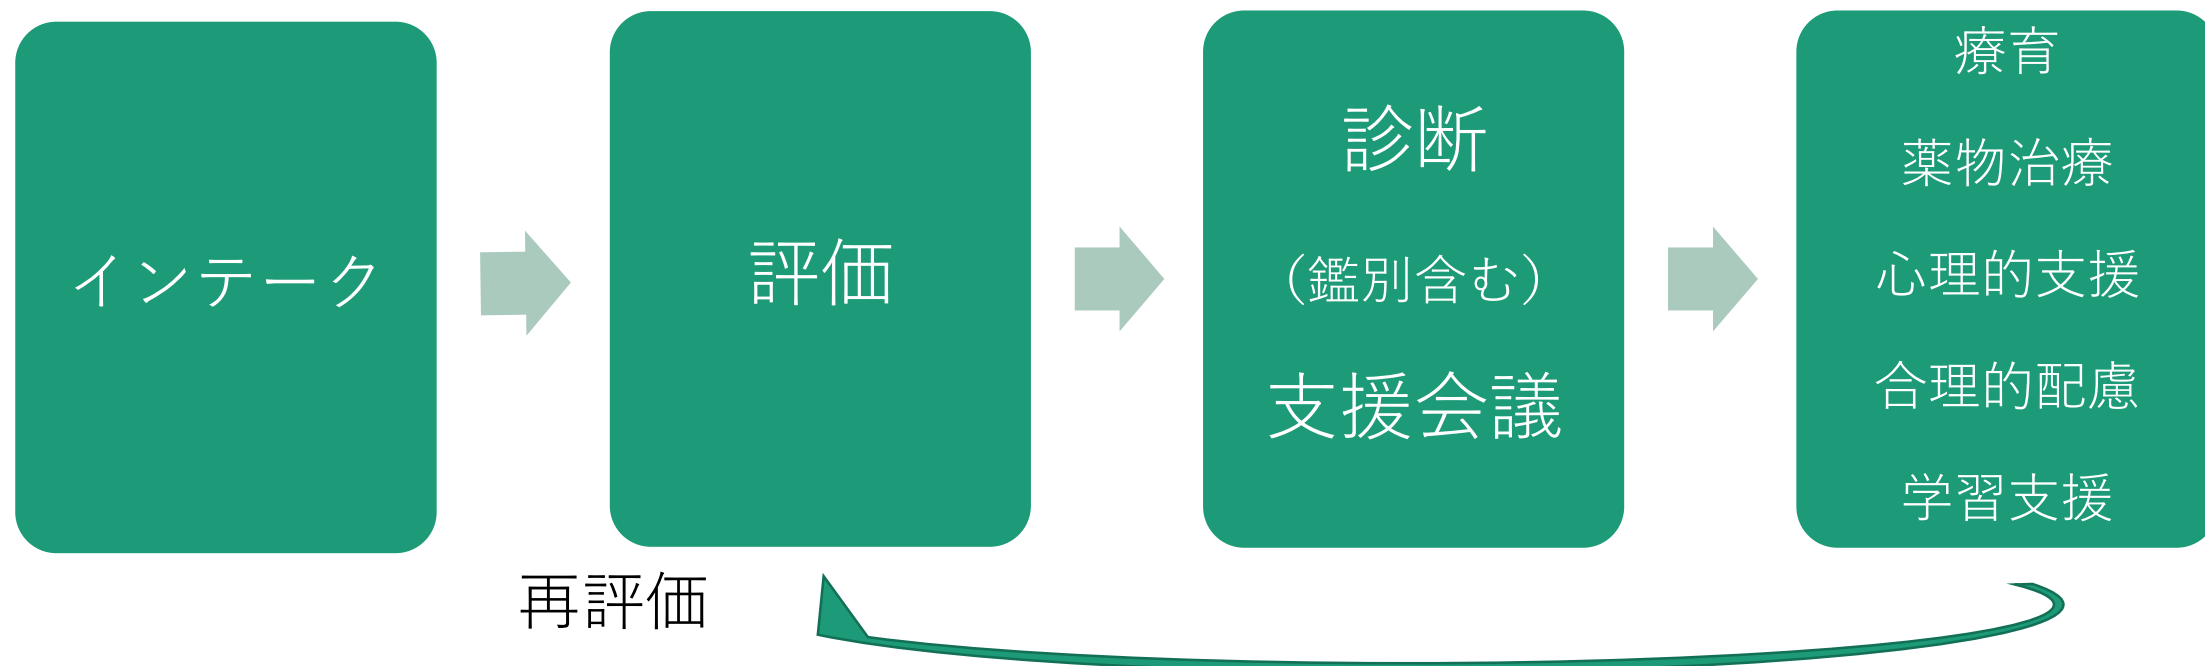 インテーク
評価
診断
（鑑別含む）
支援会議
療育
薬物治療
心理的支援
合理的配慮
学習支援
再評価